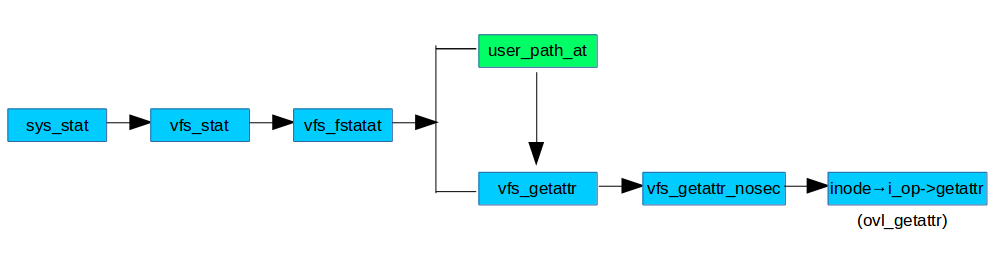 user_path_at
sys_stat
vfs_stat
vfs_fstatat
vfs_getattr
vfs_getattr_nosec
inode→i_op->getattr
(ovl_getattr)